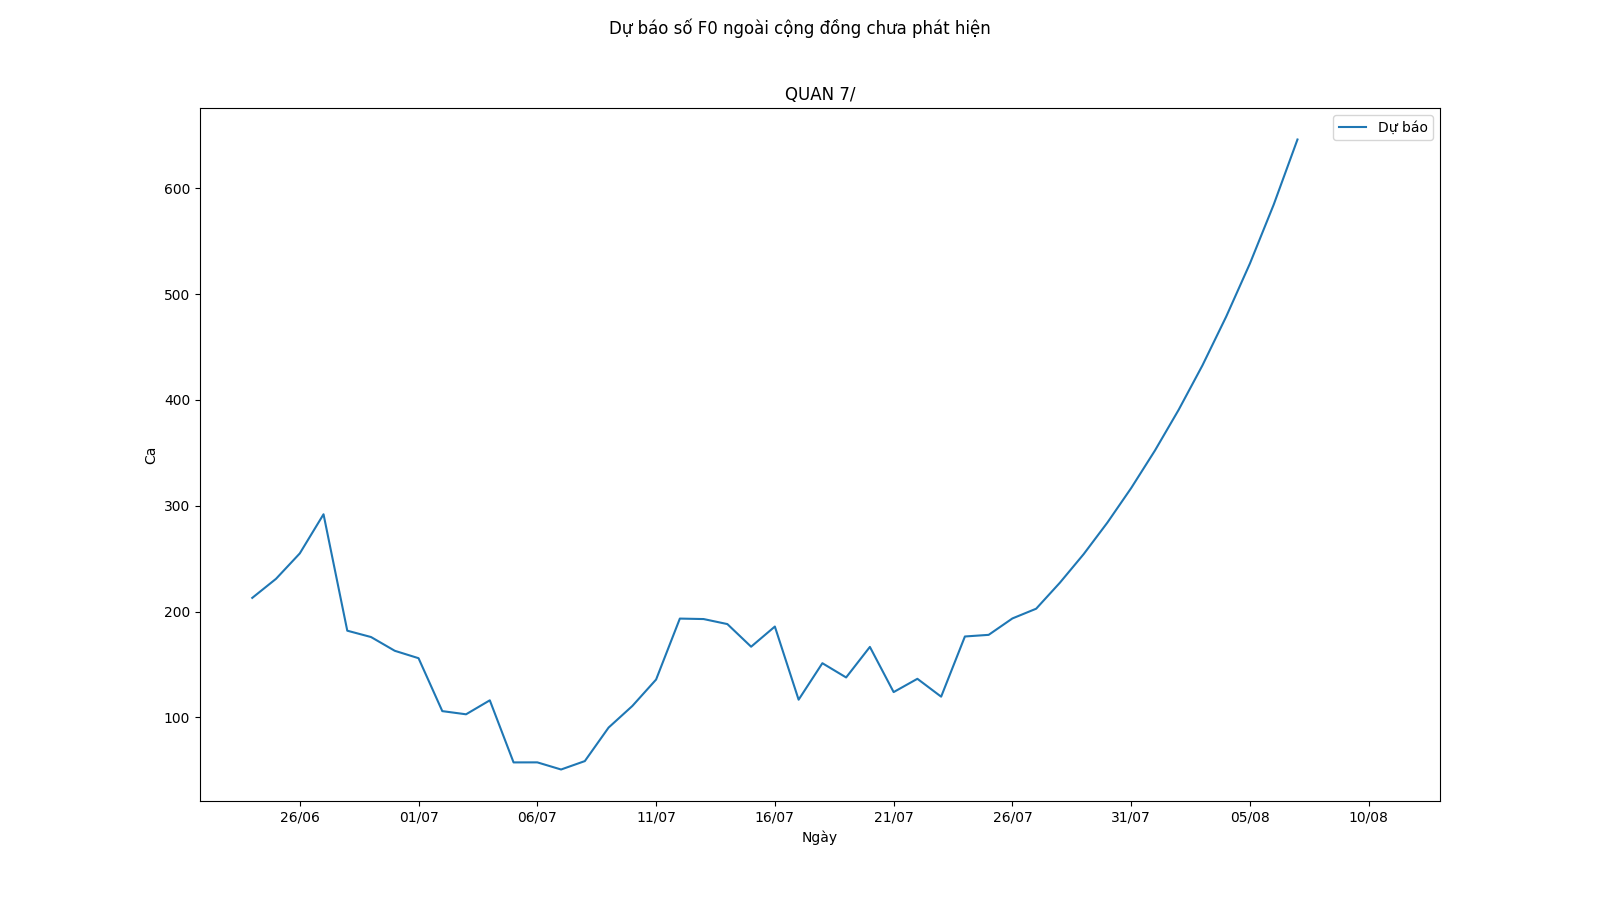 Dự báo số F0 ngoài cộng đồng chưa phát hiện
QUAN 7/
Dự báo
600
500
400
300
200
100
Ca
26/06 01/07 06/07 11/07 16/07 21/07 26/07 31/07 05/08 10/08
Ngày